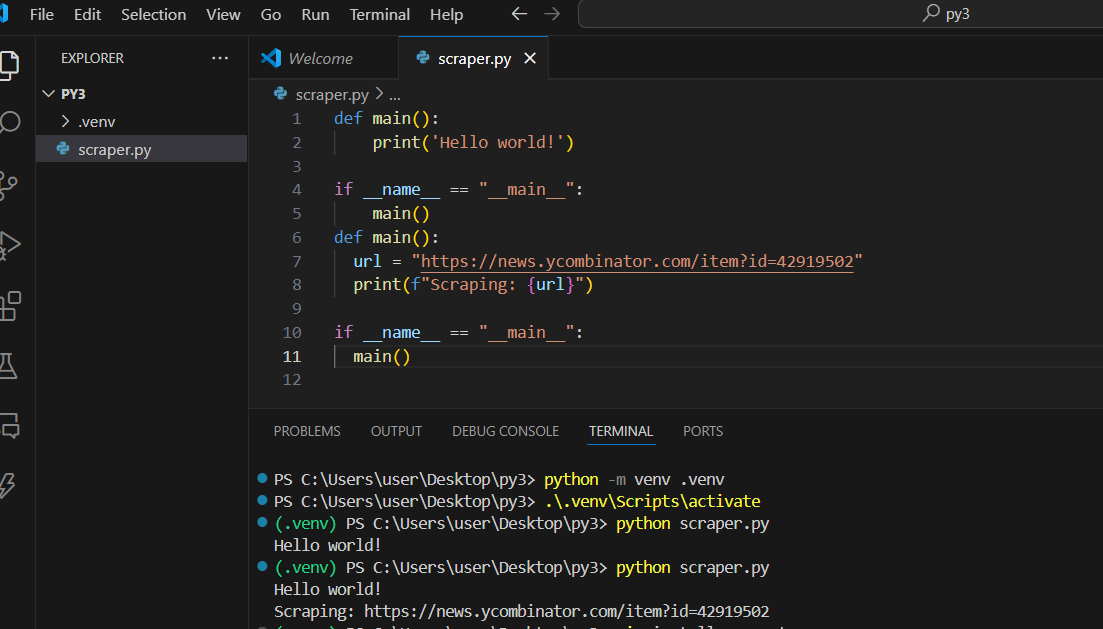 File Edit Selection View Go Run Terminal Help py3
EXPLORER ...
Welcome scraper.py
PY3
.venv
scraper.py
scraper.py > ...
1 def main():
2 print('Hello world!')
3
4 if __name__ == "__main__":
5 main()
6 def main():
7 url = "https://news.ycombinator.com/item?id=42919502"
8 print(f"Scraping: {url}")
9
10 if __name__ == "__main__":
11 main()
12
PROBLEMS OUTPUT DEBUG CONSOLE TERMINAL PORTS
PS C:\Users\user\Desktop\py3> python -m venv .venv
PS C:\Users\user\Desktop\py3> .\.venv\Scripts\activate
(.venv) PS C:\Users\user\Desktop\py3> python scraper.py
Hello world!
(.venv) PS C:\Users\user\Desktop\py3> python scraper.py
Hello world!
Scraping: https://news.ycombinator.com/item?id=42919502